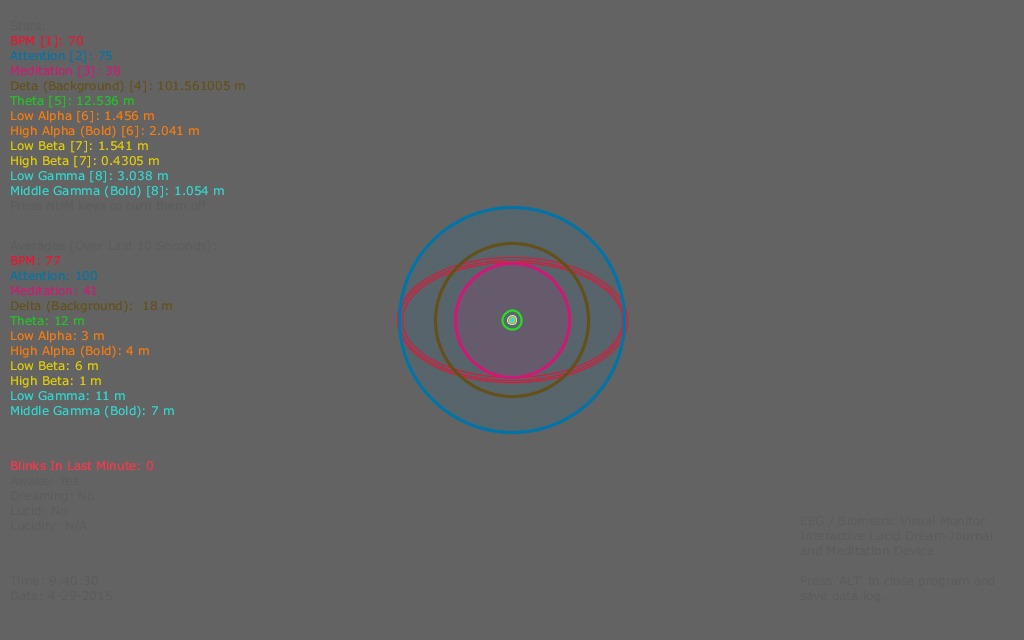 Stats:
BPM [1]: 70
Attention [2]: 75
Meditation [3]: 38
Deta (Background) [4]: 101.561005 m
Theta [5]: 12.536 m
Low Alpha [6]: 1.456 m
High Alpha (Bold) [6]: 2.041 m
Low Beta [7]: 1.541 m
High Beta [7]: 0.4305 m
Low Gamma [8]: 3.038 m
Middle Gamma (Bold) [8]: 1.054 m
Press NUM keys to turn them off
Averages (Over Last 10 Seconds):
BPM: 77
Attention: 100
Meditation: 41
Delta (Background):  18 m
Theta: 12 m
Low Alpha: 3 m
High Alpha (Bold): 4 m
Low Beta: 6 m
High Beta: 1 m
Low Gamma: 11 m
Middle Gamma (Bold): 7 m
Blinks In Last Minute: 0
Awake: Yes
Dreaming: No
Lucid: No
Lucidity: N/A
Time: 9:40:30
Date: 4-29-2015
EEG / Biometric Visual Monitor
Interactive Lucid-Dream-Journal
and Meditation Device
Press 'ALT' to close program and
save data log.